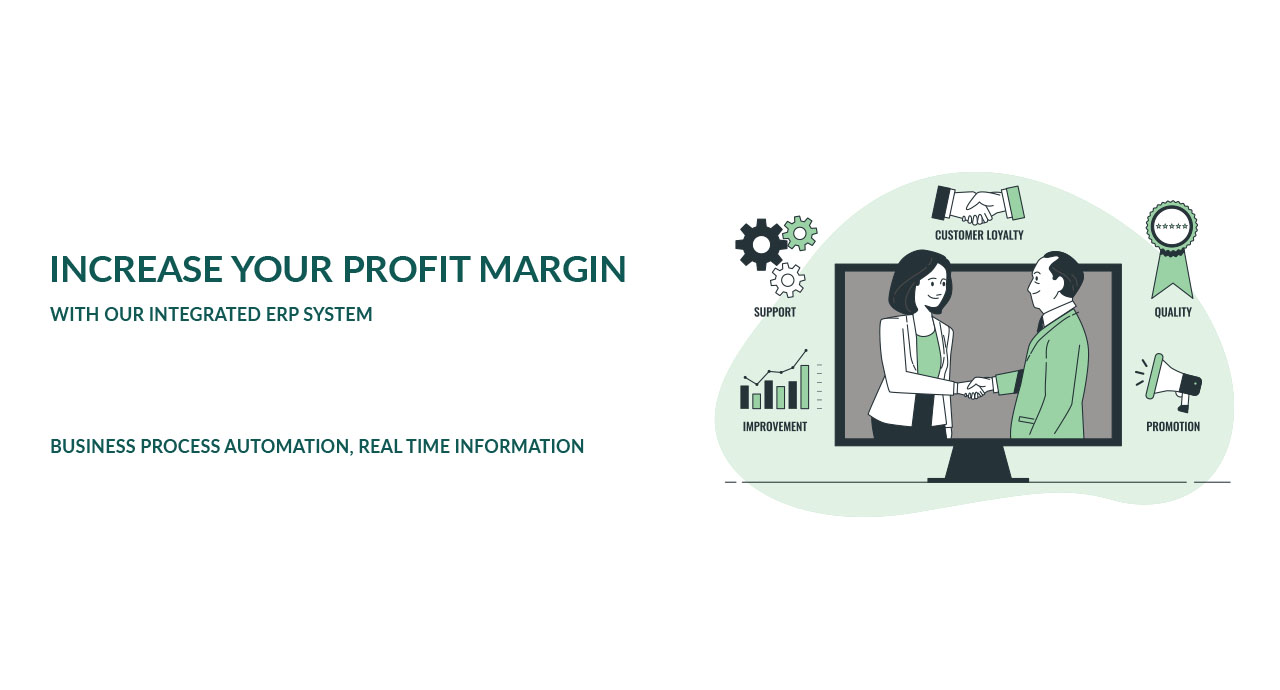 INCREASE YOUR PROFIT MARGIN
WITH OUR INTEGRATED ERP SYSTEM
BUSINESS PROCESS AUTOMATION, REAL TIME INFORMATION
CUSTOMER LOYALTY
SUPPORT
QUALITY
IMPROVEMENT
PROMOTION